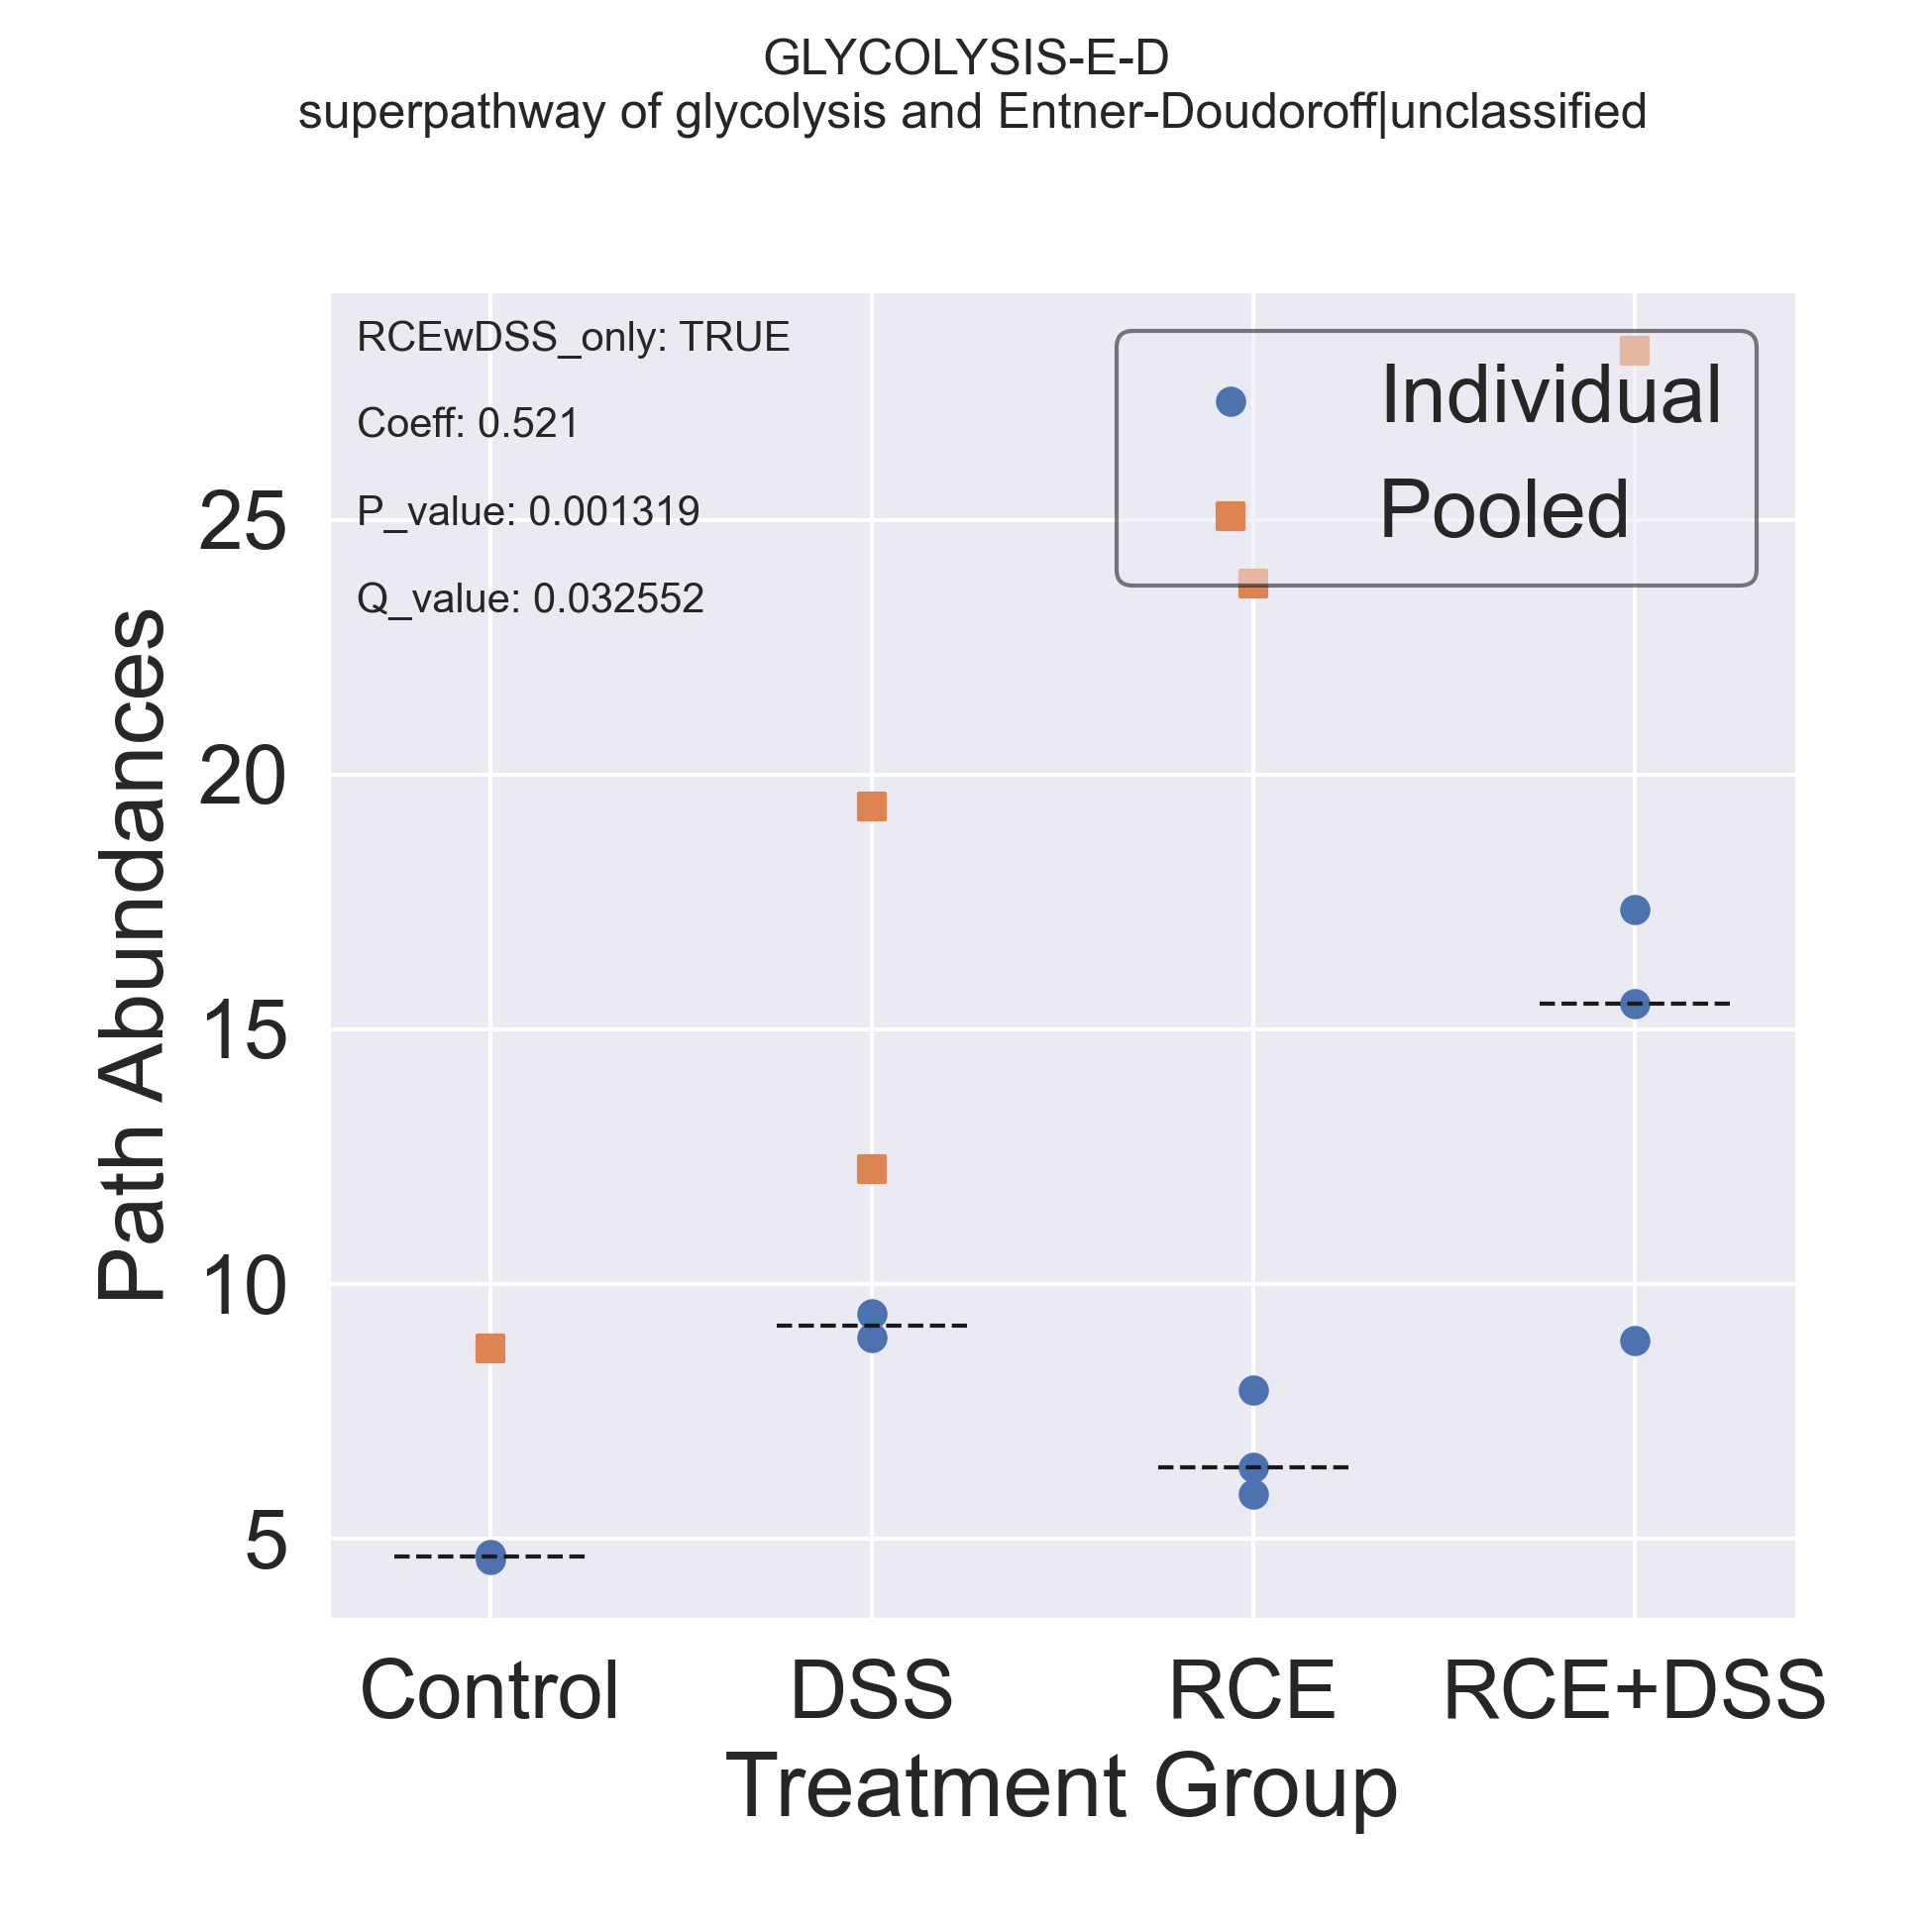 GLYCOLYSIS-E-D
superpathway of glycolysis and Entner-Doudoroff|unclassified
RCEwDSS_only: TRUE
Coeff: 0.521
P_value: 0.001319
Q_value: 0.032552
Individual
Pooled
25
20
15
10
5
Path Abundances
Control
DSS
RCE
RCE+DSS
Treatment Group